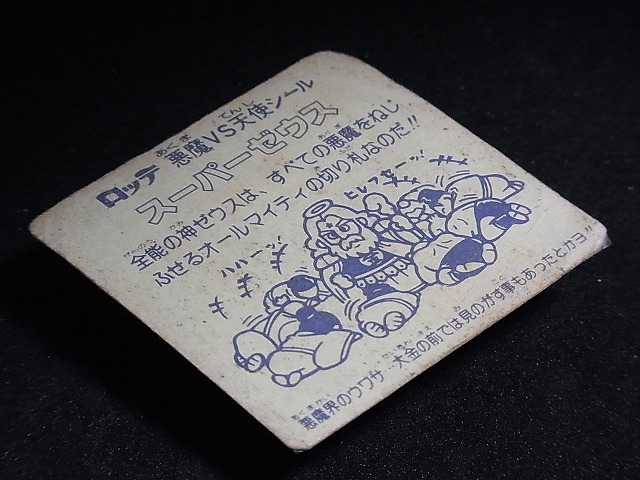 ロッテ 悪魔VS天使シール
スーパーゼウス
全能の神ゼウスは、すべての悪魔をねじ
ふせるオールマイティの切り札なのだ!!
ヒレフせーッ!
ハハーッ
悪魔界のウワサ…大金の前では見のがす事もあったとかヨ!!